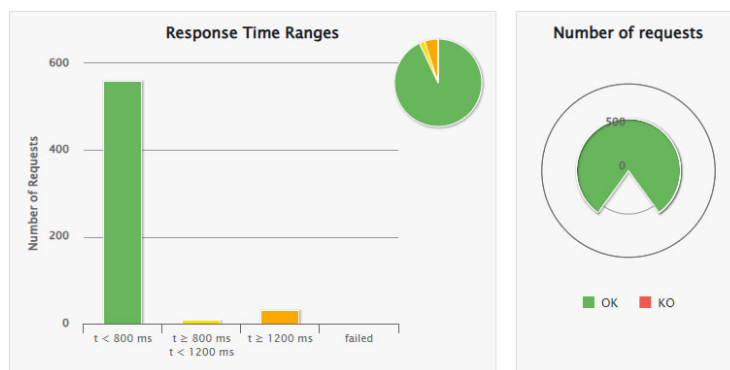 Response Time Ranges
Number of Requests
600
400
200
0
t < 800 ms
t ≥ 800 ms
t < 1200 ms
t ≥ 1200 ms
failed
Number of requests
500
0
OK
KO